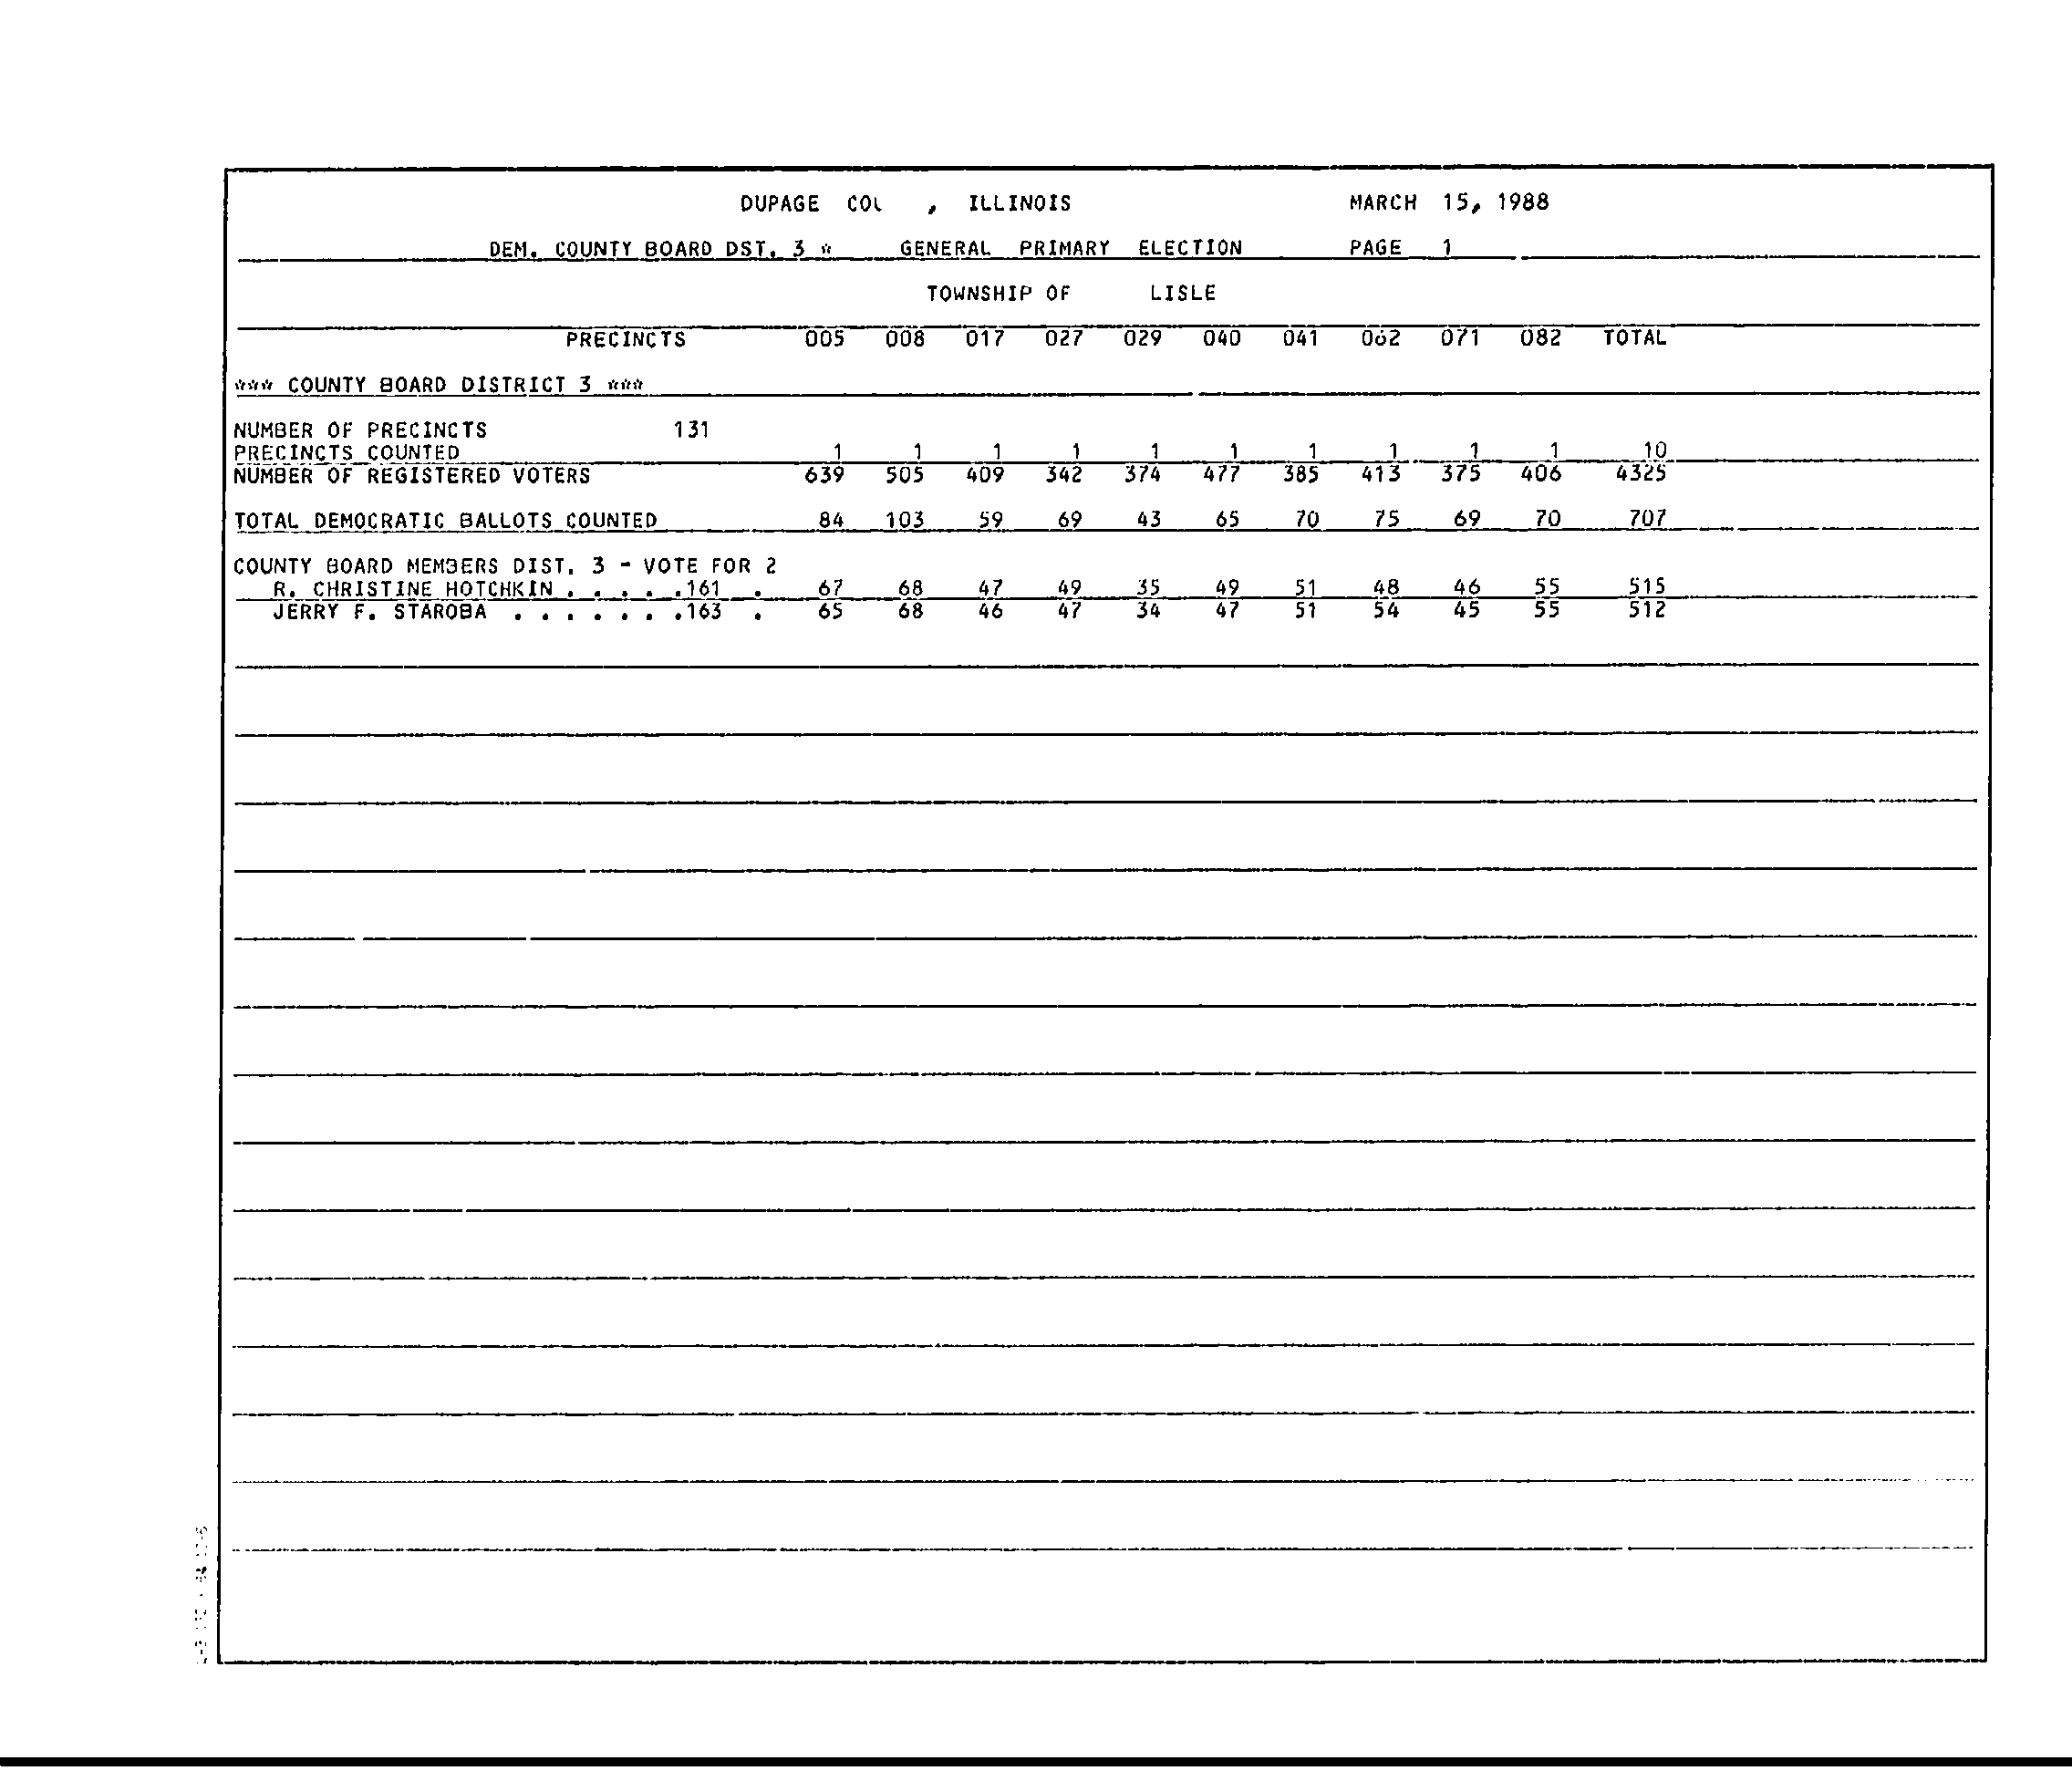 DUPAGE COU , ILLINOIS MARCH 15, 1988
DEM. COUNTY BOARD DST. 3 * GENERAL PRIMARY ELECTION PAGE 1
TOWNSHIP OF LISLE
PRECINCTS 005 008 017 027 029 040 041 062 071 082 TOTAL
*** COUNTY BOARD DISTRICT 3 ***
NUMBER OF PRECINCTS 131
PRECINCTS COUNTED 1 1 1 1 1 1 1 1 1 1 10
NUMBER OF REGISTERED VOTERS 639 505 409 342 374 477 385 413 375 406 4325
TOTAL DEMOCRATIC BALLOTS COUNTED 84 103 59 69 43 65 70 75 69 70 707
COUNTY BOARD MEMBERS DIST. 3 - VOTE FOR 2
R. CHRISTINE HOTCHKIN . . . . .161 . 67 68 47 49 35 49 51 48 46 55 515
JERRY F. STAROBA . . . . . . .163 . 65 68 46 47 34 47 51 54 45 55 512